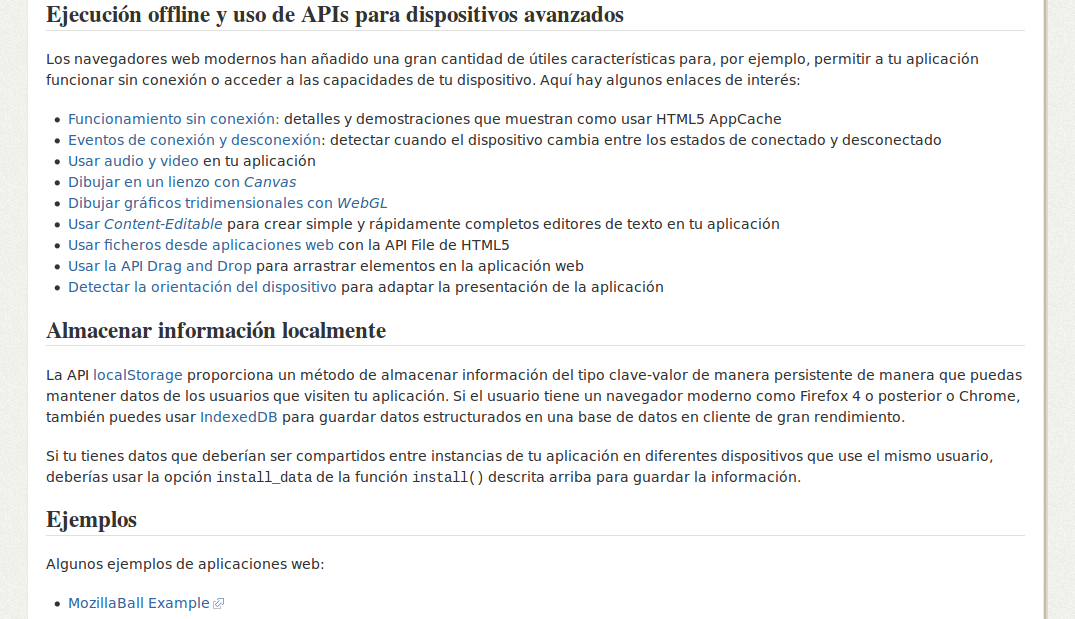 Ejecución offline y uso de APIs para dispositivos avanzados
Los navegadores web modernos han añadido una gran cantidad de útiles características para, por ejemplo, permitir a tu aplicación
funcionar sin conexión o acceder a las capacidades de tu dispositivo. Aquí hay algunos enlaces de interés:
• Funcionamiento sin conexión: detalles y demostraciones que muestran como usar HTML5 AppCache
• Eventos de conexión y desconexión: detectar cuando el dispositivo cambia entre los estados de conectado y desconectado
• Usar audio y video en tu aplicación
• Dibujar en un lienzo con Canvas
• Dibujar gráficos tridimensionales con WebGL
• Usar Content-Editable para crear simple y rápidamente completos editores de texto en tu aplicación
• Usar ficheros desde aplicaciones web con la API File de HTML5
• Usar la API Drag and Drop para arrastrar elementos en la aplicación web
• Detectar la orientación del dispositivo para adaptar la presentación de la aplicación
Almacenar información localmente
La API localStorage proporciona un método de almacenar información del tipo clave-valor de manera persistente de manera que puedas
mantener datos de los usuarios que visiten tu aplicación. Si el usuario tiene un navegador moderno como Firefox 4 o posterior o Chrome,
también puedes usar IndexedDB para guardar datos estructurados en una base de datos en cliente de gran rendimiento.
Si tu tienes datos que deberían ser compartidos entre instancias de tu aplicación en diferentes dispositivos que use el mismo usuario,
deberías usar la opción install_data de la función install() descrita arriba para guardar la información.
Ejemplos
Algunos ejemplos de aplicaciones web:
• MozillaBall Example